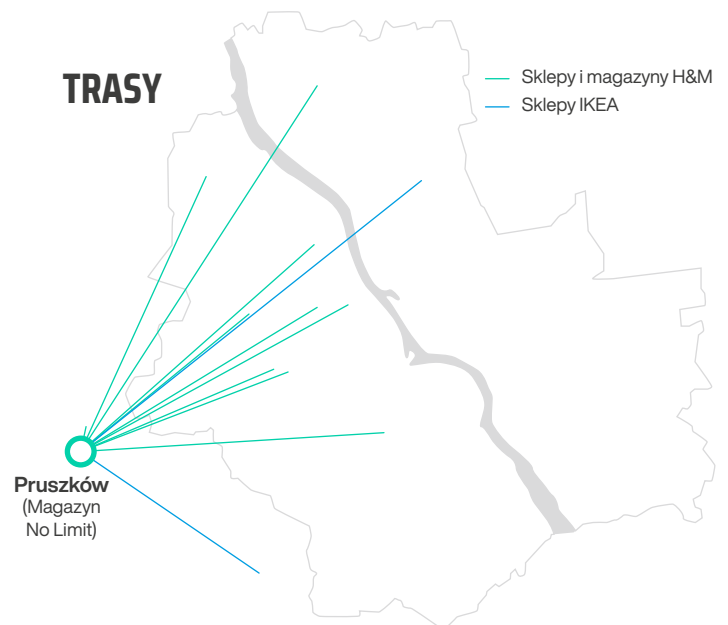 TRASY
Sklepy i magazyny H&M
Sklepy IKEA
Pruszków
(Magazyn
No Limit)